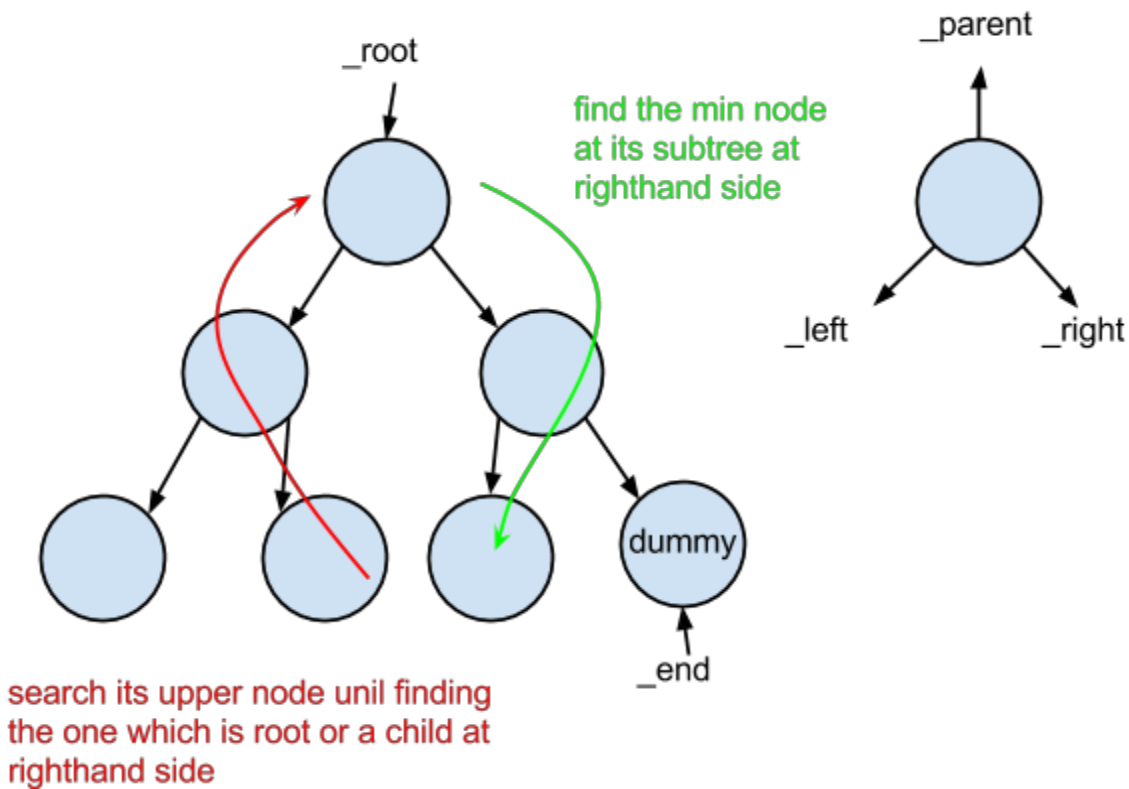 _parent
_root
find the min node
at its subtree at
righthand side
_left
_right
dummy
_end
search its upper node unil finding
the one which is root or a child at
righthand side